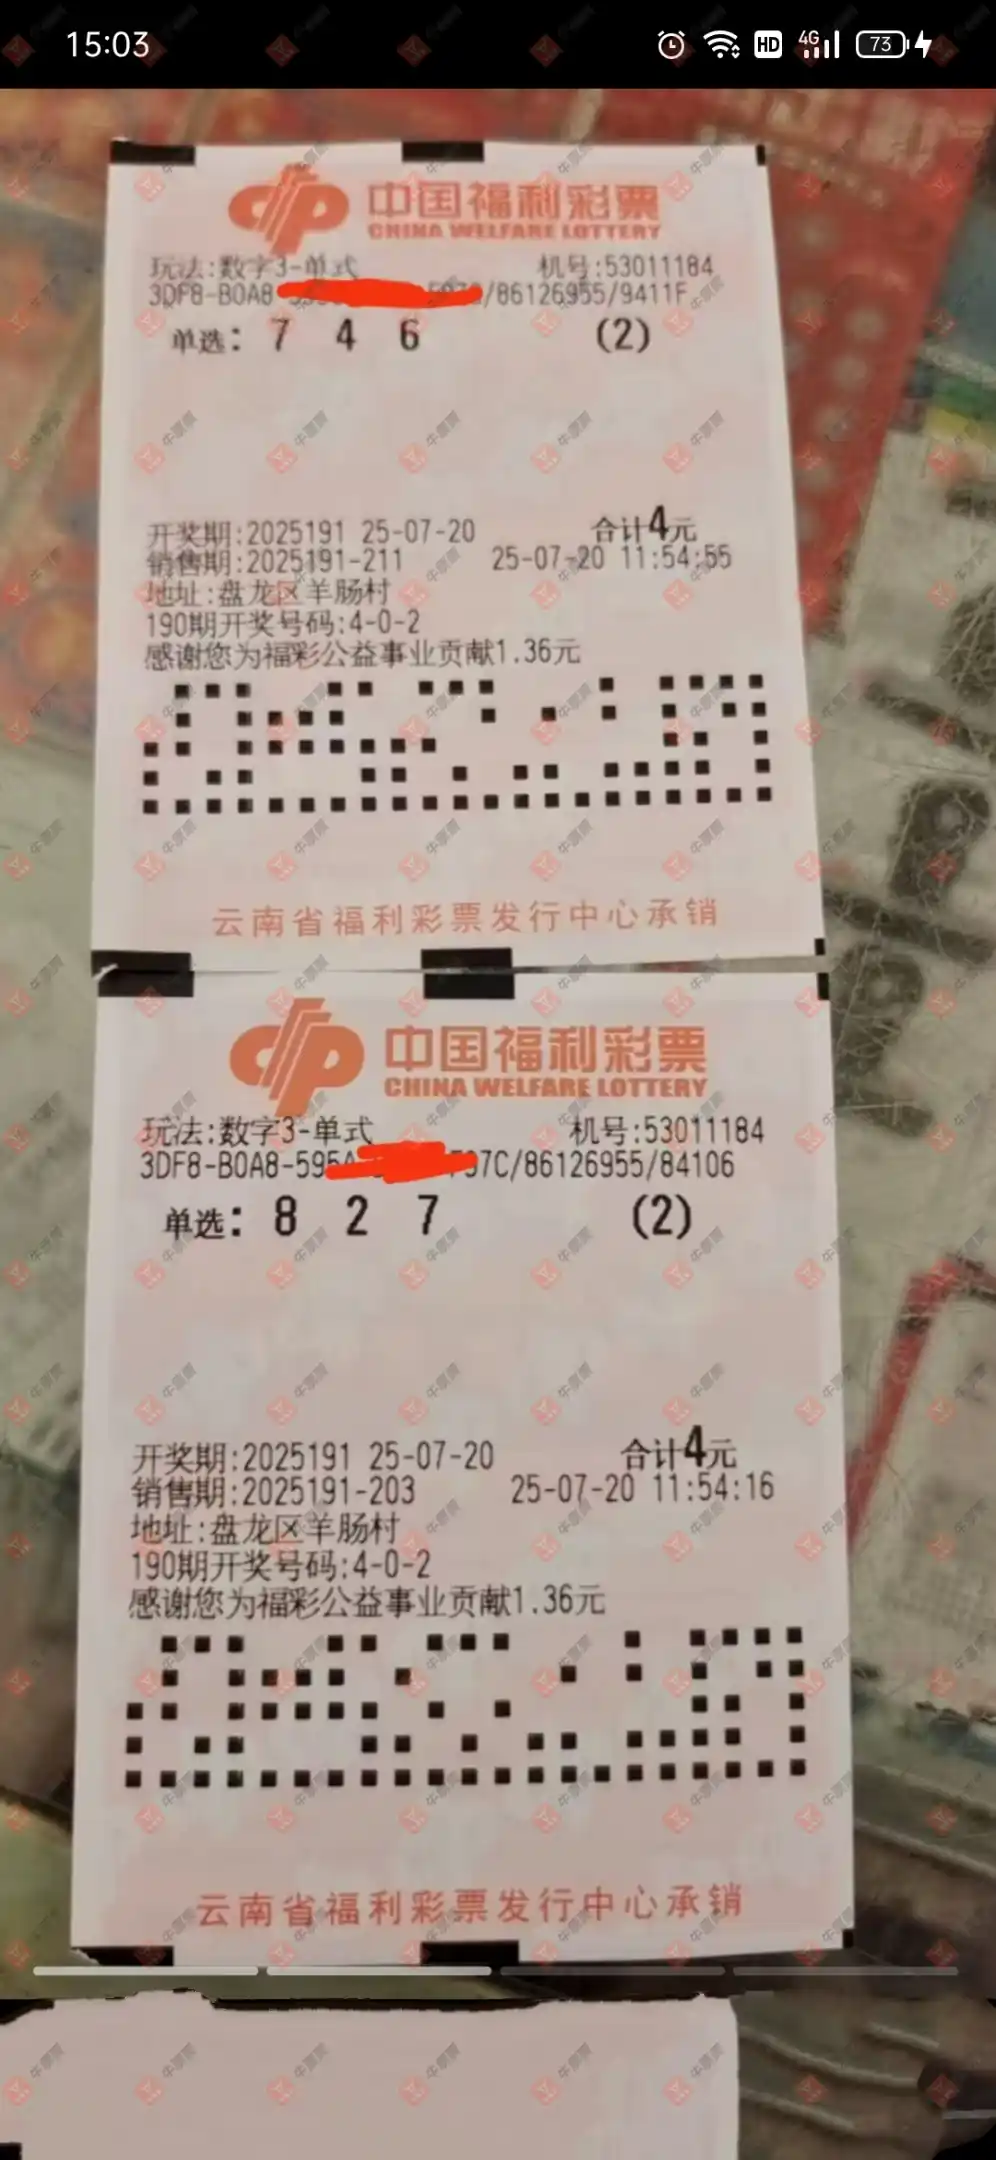 15:03
HD 4G 73
中国福利彩票
CHINA WELFARE LOTTERY
玩法:数字3-单式 机号:53011184
3DF8-B0A8-/86126955/9411F
单选: 7 4 6 (2)
开奖期:2025191 25-07-20 合计4元
销售期:2025191-211 25-07-20 11:54:55
地址:盘龙区羊肠村
190期开奖号码:4-0-2
感谢您为福彩公益事业贡献1.36元
云南省福利彩票发行中心承销
中国福利彩票
CHINA WELFARE LOTTERY
玩法:数字3-单式 机号:53011184
3DF8-B0A8-595 97C/86126955/84106
单选: 8 2 7 (2)
开奖期:2025191 25-07-20 合计4元
销售期:2025191-203 25-07-20 11:54:16
地址:盘龙区羊肠村
190期开奖号码:4-0-2
感谢您为福彩公益事业贡献1.36元
云南省福利彩票发行中心承销